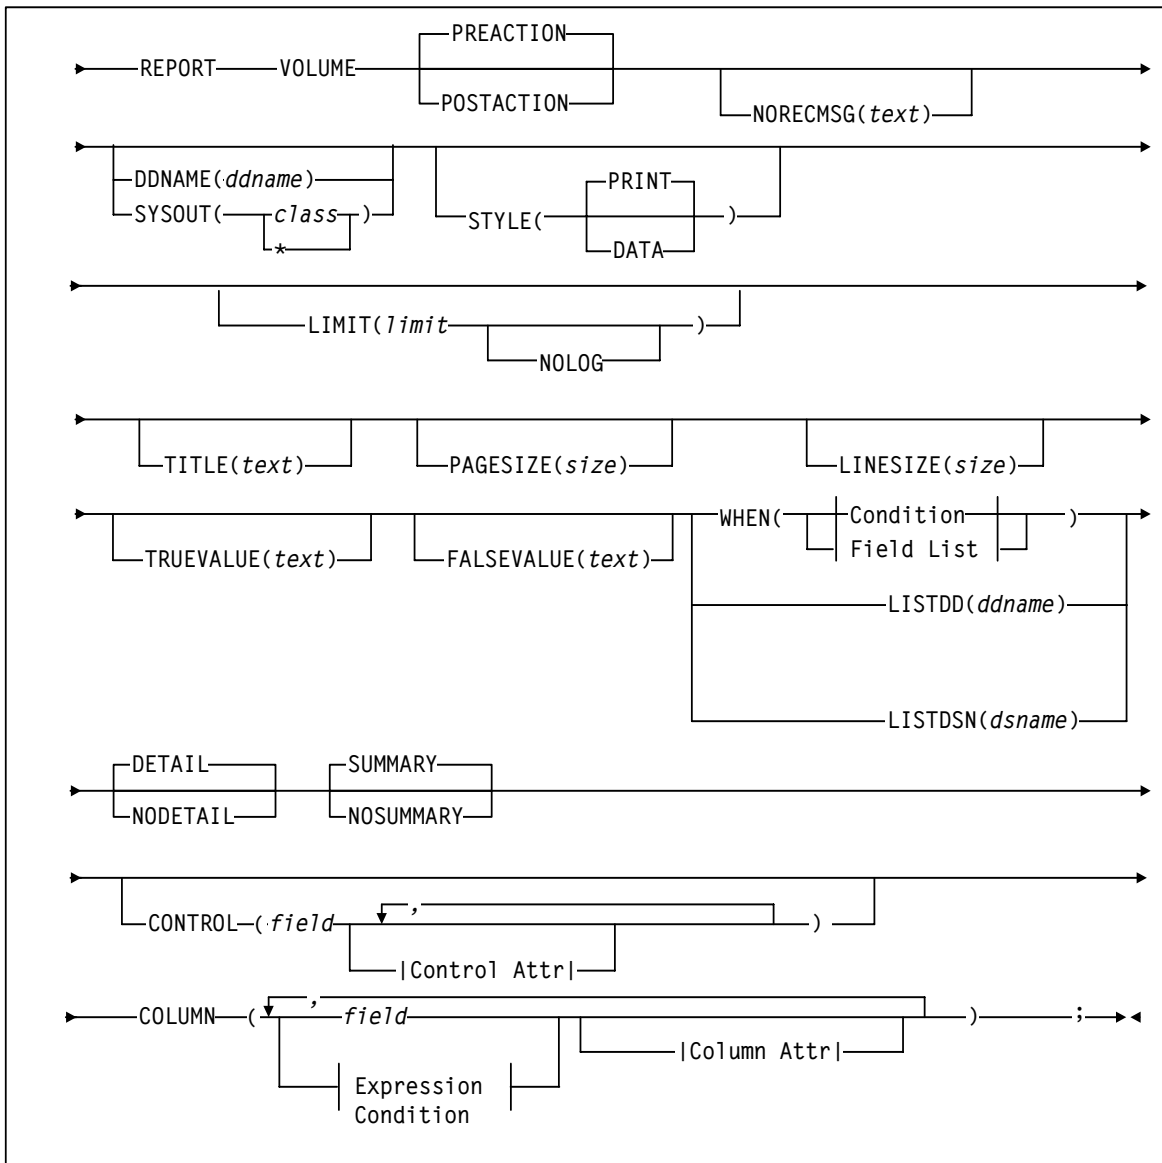 PREACTION
REPORT VOLUME
POSTACTION
NORECMSG(text)
DDNAME(ddname)
SYSOUT( class )
*
PRINT
STYLE( )
DATA
LIMIT(limit )
NOLOG
TITLE(text) PAGESIZE(size) LINESIZE(size)
WHEN( Condition )
Field List
TRUEVALUE(text) FALSEVALUE(text)
LISTDD(ddname)
LISTDSN(dsname)
DETAIL SUMMARY
NODETAIL NOSUMMARY
,
CONTROL (field )
|Control Attr|
,
COLUMN ( field ) ;
|Column Attr|
Expression
Condition